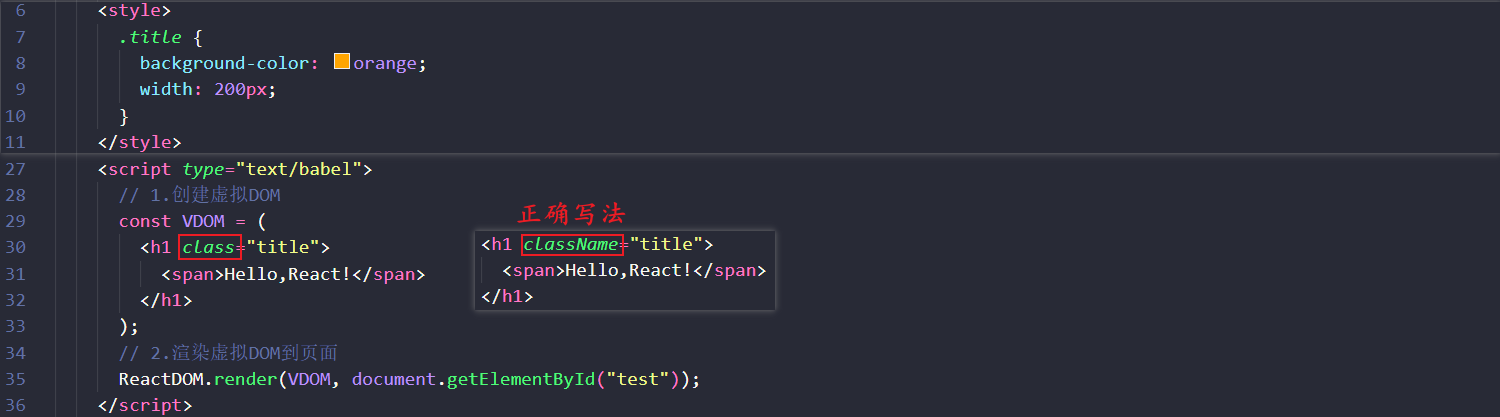 6 <style>
7 .title {
8 background-color: orange;
9 width: 200px;
10 }
11 </style>
27 <script type="text/babel">
28 // 1.创建虚拟DOM
29 const VDOM = (
30 <h1 class="title">
31 <span>Hello,React!</span>
32 </h1>
33 );
34 // 2.渲染虚拟DOM到页面
35 ReactDOM.render(VDOM, document.getElementById("test"));
36 </script>
正确写法
<h1 className="title">
<span>Hello,React!</span>
</h1>